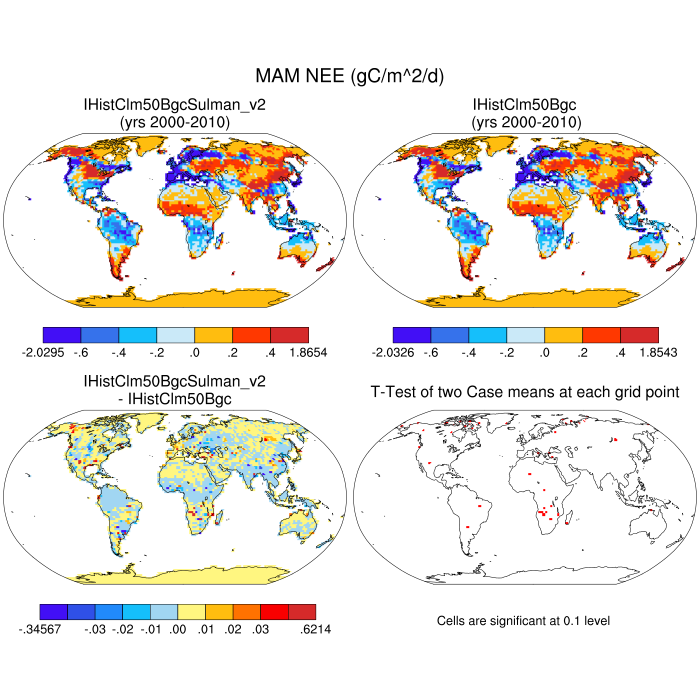 MAM NEE (gC/m^2/d)
IHistClm50BgcSulman_v2
(yrs 2000-2010)
IHistClm50Bgc
(yrs 2000-2010)
-2.0295 -.6 -.4 -.2 .0 .2 .4 1.8654
-2.0326 -.6 -.4 -.2 .0 .2 .4 1.8543
IHistClm50BgcSulman_v2
- IHistClm50Bgc
T-Test of two Case means at each grid point
-.34567 -.03 -.02 -.01 .00 .01 .02 .03 .6214
Cells are significant at 0.1 level